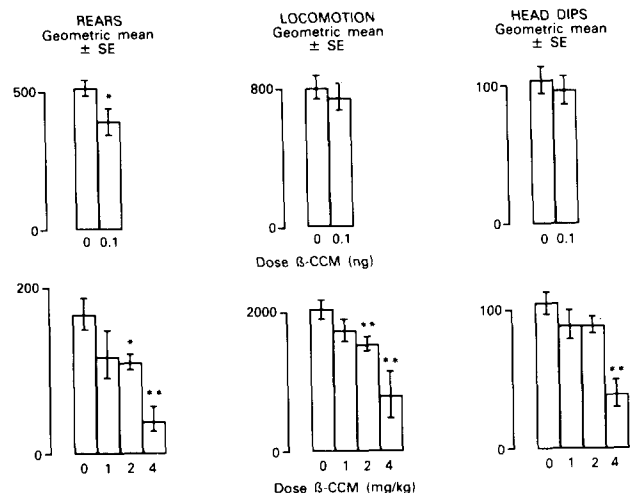 REARS
Geometric mean
± SE
LOCOMOTION
Geometric mean
± SE
HEAD DIPS
Geometric mean
± SE
500
*
0
0 0.1
800
0
0 0.1
100
0
0 0.1
Dose ß-CCM (ng)
200
*
**
0
0 1 2 4
2000
**
**
0
0 1 2 4
100
**
0
0 1 2 4
Dose ß-CCM (mg/kg)